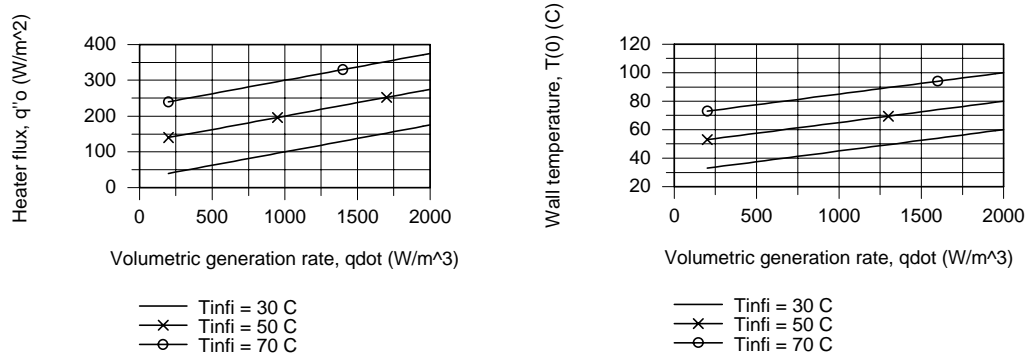 Heater flux, q"o (W/m^2)
400
300
200
100
0
0 500 1000 1500 2000
Volumetric generation rate, qdot (W/m^3)
Tinfi = 30 C
Tinfi = 50 C
Tinfi = 70 C
Wall temperature, T(0) (C)
120
100
80
60
40
20
0 500 1000 1500 2000
Volumetric generation rate, qdot (W/m^3)
Tinfi = 30 C
Tinfi = 50 C
Tinfi = 70 C